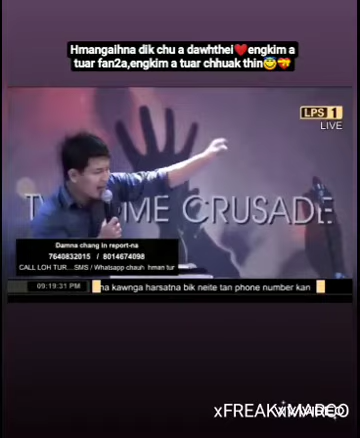 Hmangaihna dik chu a dawhthei❤️engkim a
tuar fan2a,engkim a tuar chhuak thin😇💝
LPS 1
LIVE
ME CRUSADE
Damna chang in report-na
7640832015 / 8014674098
CALL LOH TUR....SMS / Whatsapp chauh hman tur
09:19:31 PM
na kawnga harsatna bik neite tan phone number kan